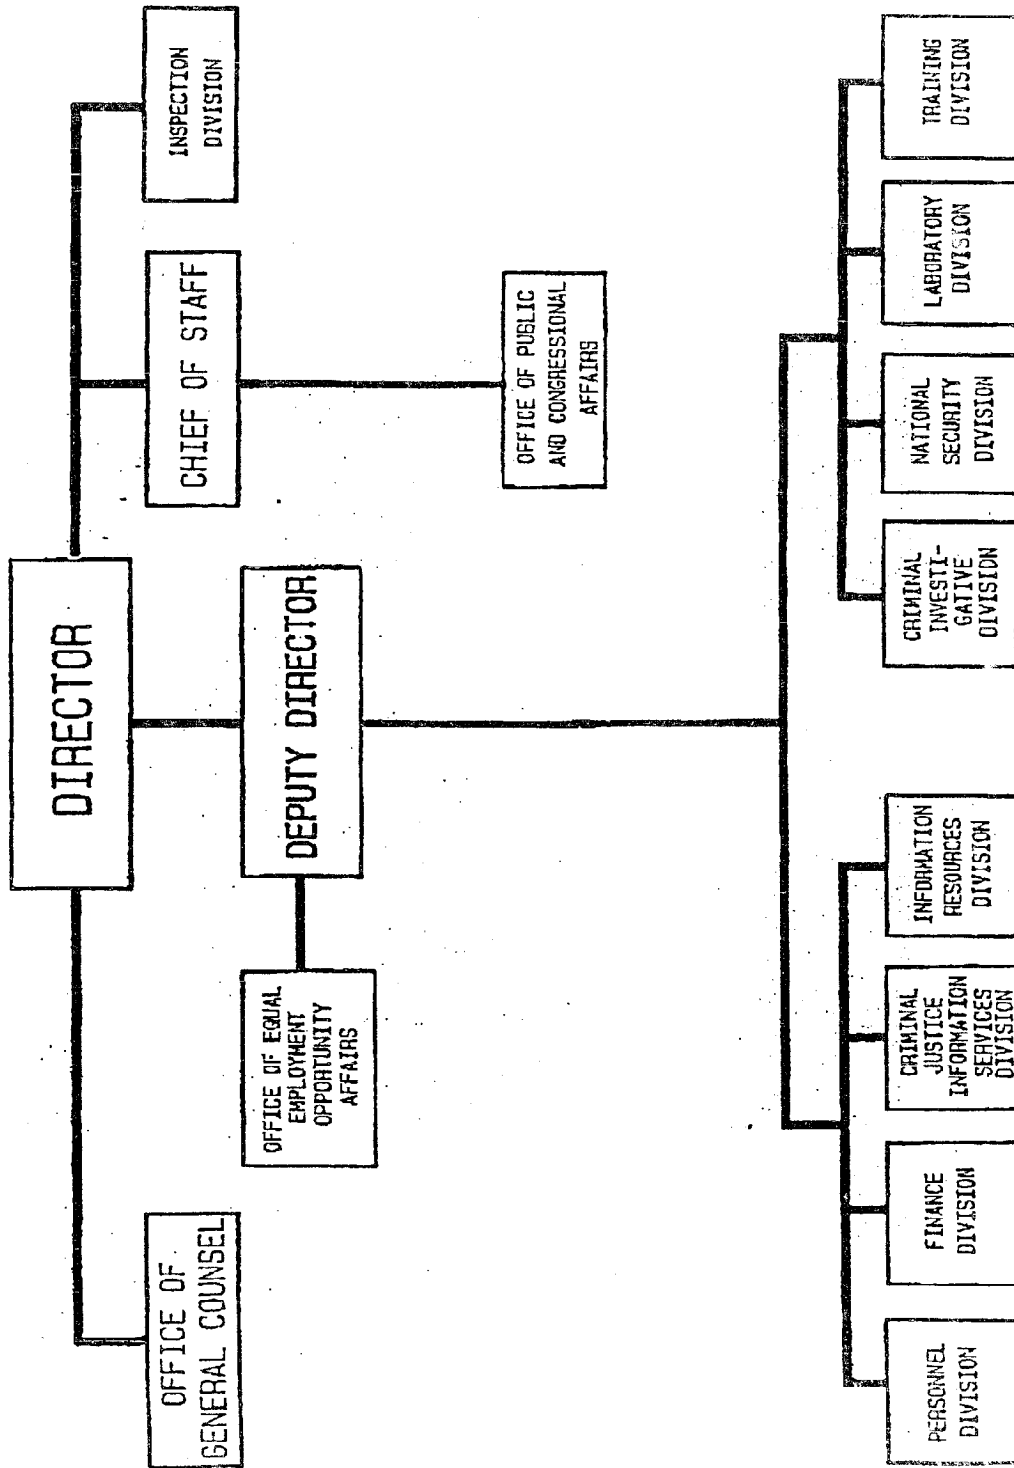 DIRECTOR
OFFICE OF
GENERAL COUNSEL
CHIEF OF STAFF
INSPECTION
DIVISION
OFFICE OF EQUAL
EMPLOYMENT
OPPORTUNITY
AFFAIRS
DEPUTY DIRECTOR
OFFICE OF PUBLIC
AND CONGRESSIONAL
AFFAIRS
PERSONNEL
DIVISION
FINANCE
DIVISION
CRIMINAL
JUSTICE
INFORMATION
SERVICES
DIVISION
INFORMATION
RESOURCES
DIVISION
CRIMINAL
INVESTI-
GATIVE
DIVISION
NATIONAL
SECURITY
DIVISION
LABORATORY
DIVISION
TRAINING
DIVISION